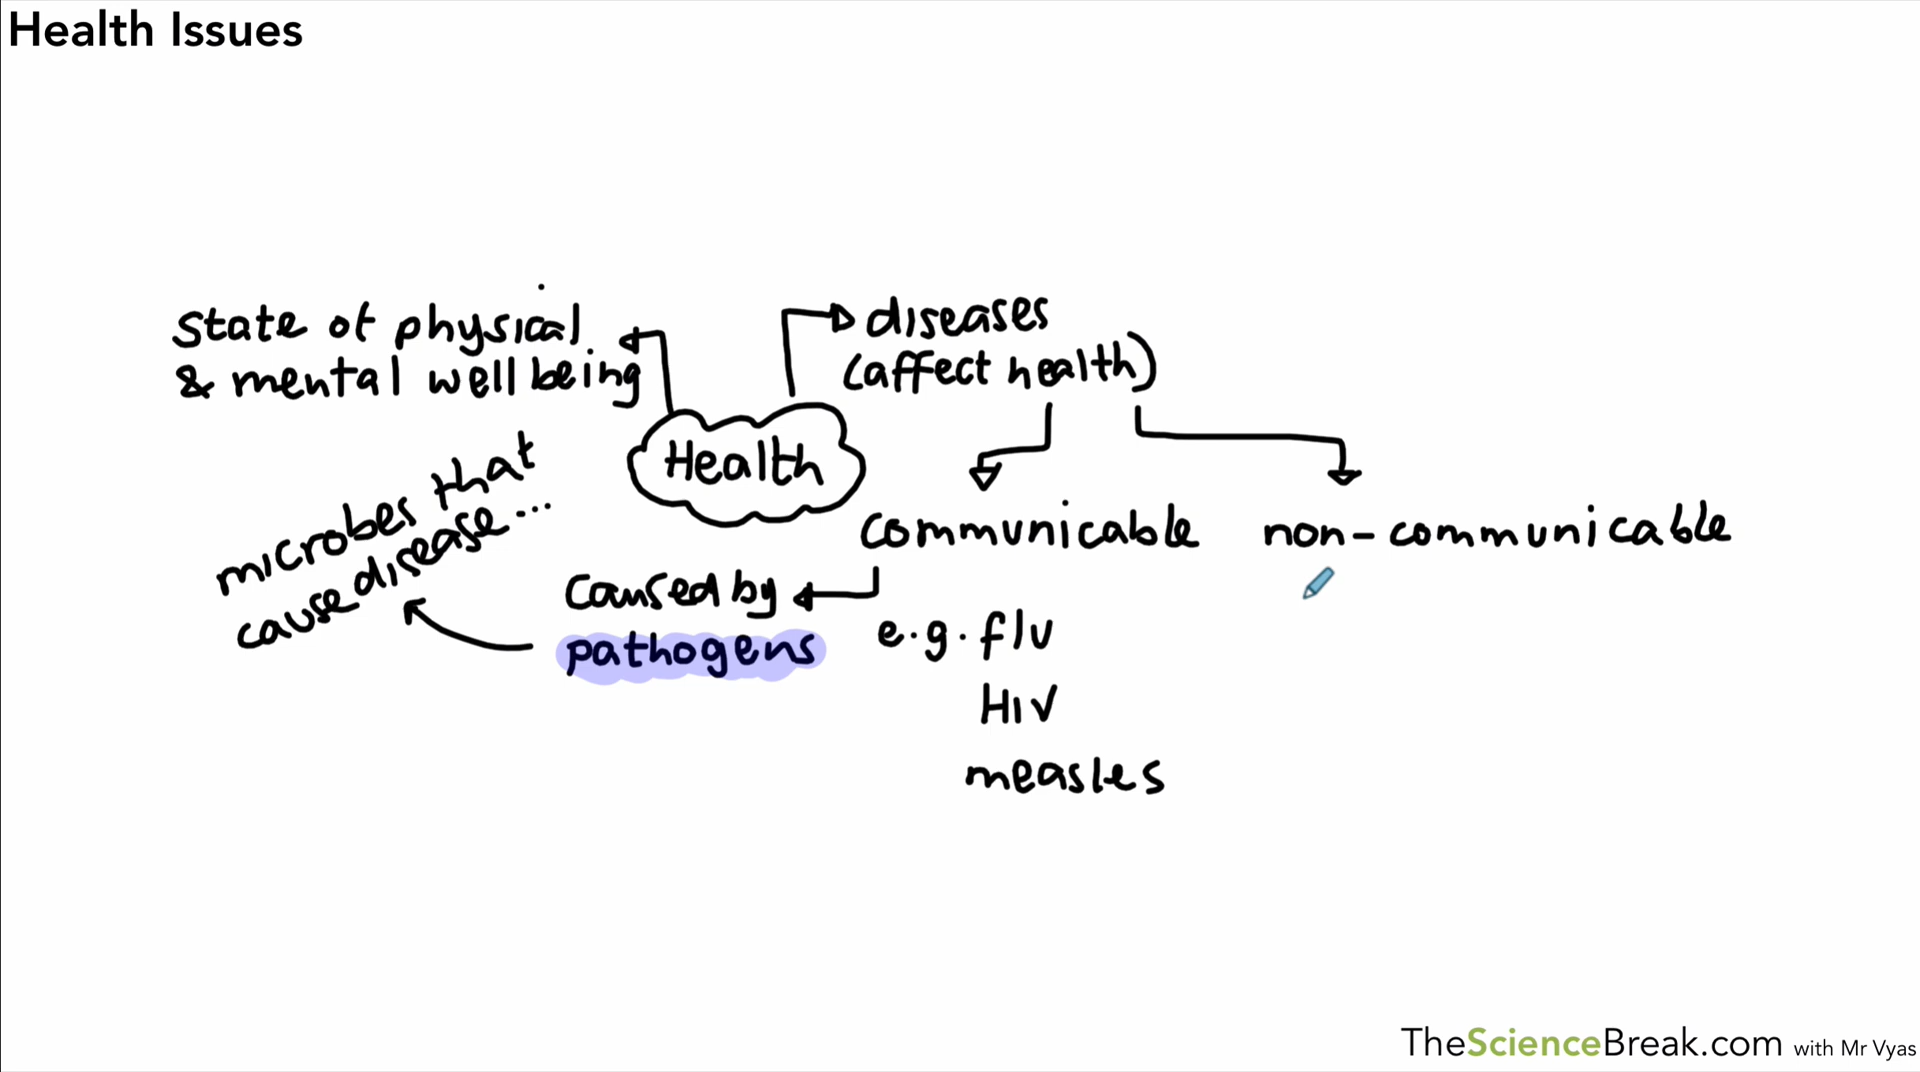 Health Issues
State of physical
& mental well being
diseases
(affect health)
Health
microbes that
cause disease...
communicable
non-communicable
caused by
pathogens
e.g. flu
HIV
measles
TheScienceBreak.com with Mr Vyas